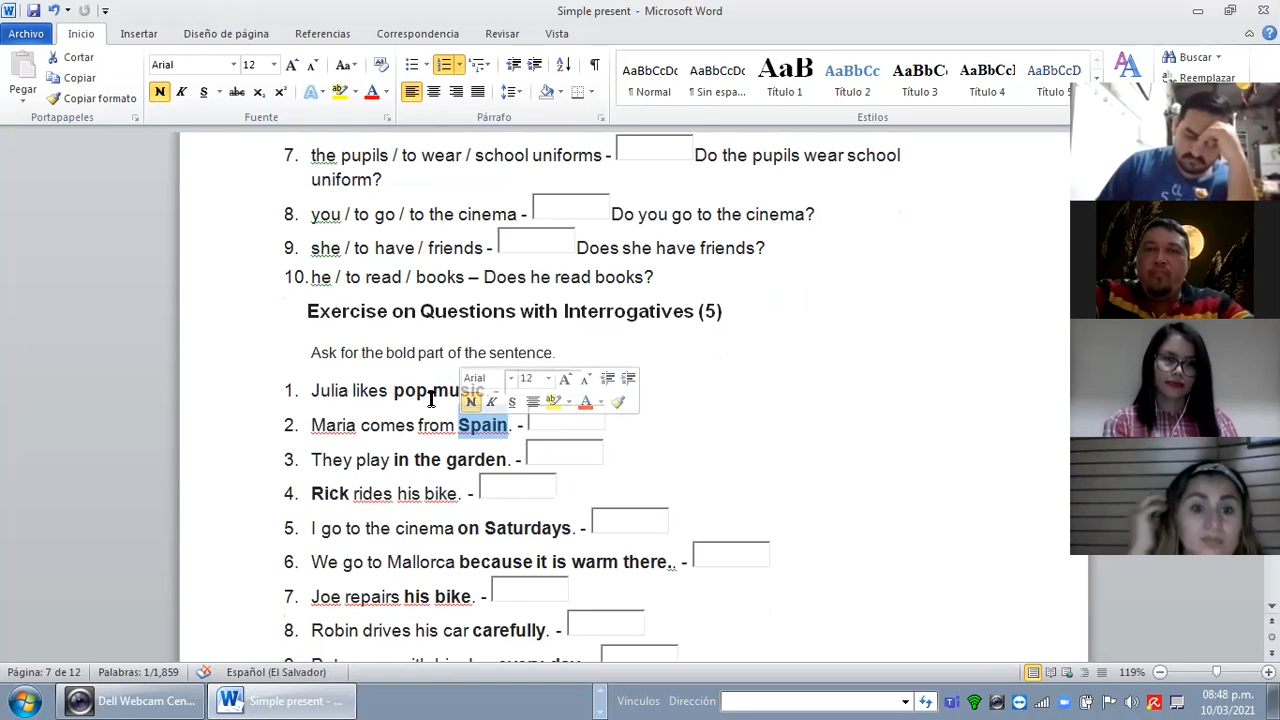 Simple present - Microsoft Word
Archivo Inicio Insertar Diseño de página Referencias Correspondencia Revisar Vista
Pegar Cortar Copiar Copiar formato
Arial 12
AaBbCcDc AaBbCcDc AaB AaBbCc AaBbC AaBbC AaBbCcD
¶ Normal ¶ Sin espa... Título 1 Título 2 Título 3 Título 4 Título 5
Buscar
Reemplazar
Portapapeles Fuente Párrafo Estilos
7. the pupils / to wear / school uniforms - Do the pupils wear school
uniform?
8. you / to go / to the cinema - Do you go to the cinema?
9. she / to have / friends - Does she have friends?
10. he / to read / books – Does he read books?
Exercise on Questions with Interrogatives (5)
Ask for the bold part of the sentence.
Arial 12
1. Julia likes pop music. -
2. Maria comes from Spain. -
3. They play in the garden. -
4. Rick rides his bike. -
5. I go to the cinema on Saturdays. -
6. We go to Mallorca because it is warm there.. -
7. Joe repairs his bike. -
8. Robin drives his car carefully. -
Página: 7 de 12 Palabras: 1/1,859 Español (El Salvador) 119%
Dell Webcam Cen... Simple present - ... Vínculos Dirección 08:48 p.m.
10/03/2021